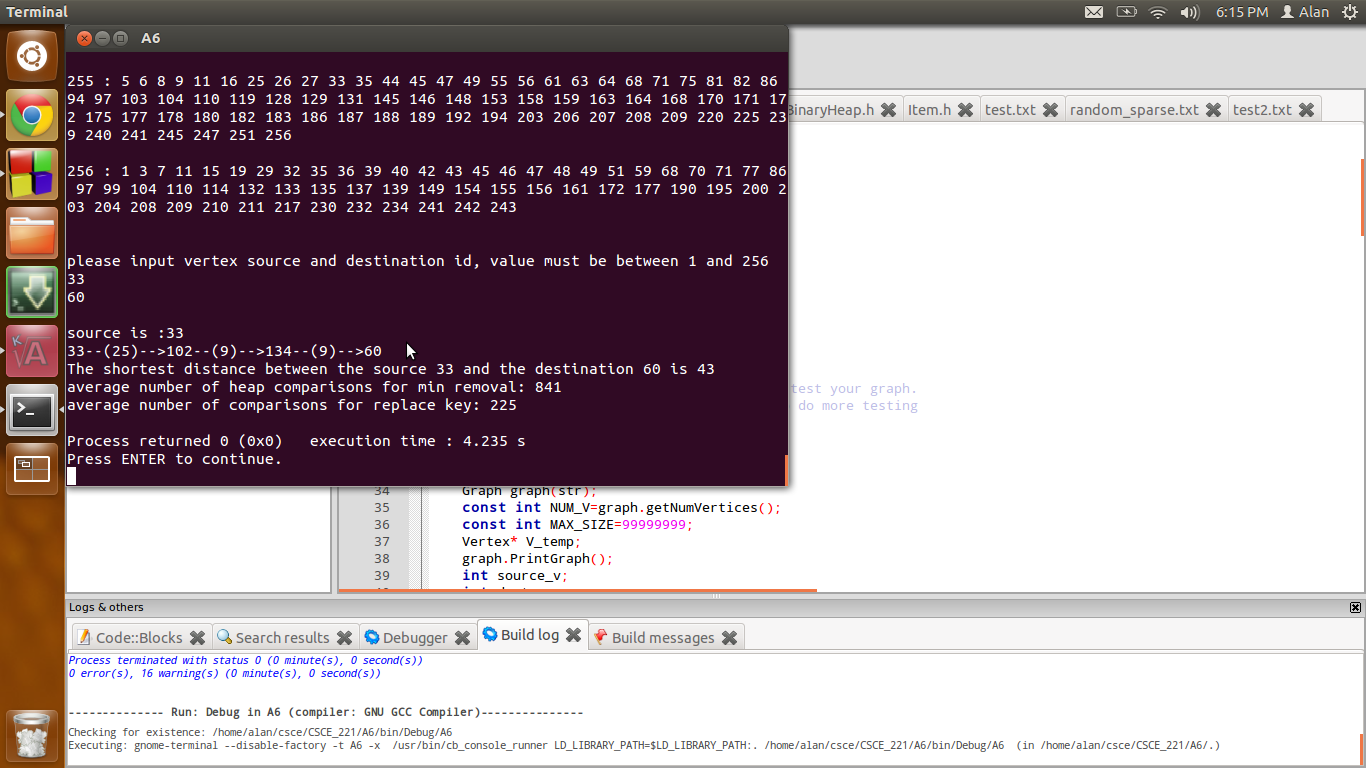 Terminal
6:15 PM
Alan
A6
255 : 5 6 8 9 11 16 25 26 27 33 35 44 45 47 49 55 56 61 63 64 68 71 75 81 82 86
94 97 103 104 110 119 128 129 131 145 146 148 153 158 159 163 164 168 170 171 17
2 175 177 178 180 182 183 186 187 188 189 192 194 203 206 207 208 209 220 225 23
9 240 241 245 247 251 256
256 : 1 3 7 11 15 19 29 32 35 36 39 40 42 43 45 46 47 48 49 51 59 68 70 71 77 86
97 99 104 110 114 132 133 135 137 139 149 154 155 156 161 172 177 190 195 200 2
03 204 208 209 210 211 217 230 232 234 241 242 243
please input vertex source and destination id, value must be between 1 and 256
33
60
source is :33
33--(25)-->102--(9)-->134--(9)-->60
The shortest distance between the source 33 and the destination 60 is 43
average number of heap comparisons for min removal: 841
average number of comparisons for replace key: 225
Process returned 0 (0x0) execution time : 4.235 s
Press ENTER to continue.
BinaryHeap.h
Item.h
test.txt
random_sparse.txt
test2.txt
test your graph.
do more testing
34 Graph graph(str);
35 const int NUM_V=graph.getNumVertices();
36 const int MAX_SIZE=99999999;
37 Vertex* V_temp;
38 graph.PrintGraph();
39 int source_v;
Logs & others
Code::Blocks
Search results
Debugger
Build log
Build messages
Process terminated with status 0 (0 minute(s), 0 second(s))
0 error(s), 16 warning(s) (0 minute(s), 0 second(s))
-------------- Run: Debug in A6 (compiler: GNU GCC Compiler)---------------
Checking for existence: /home/alan/csce/CSCE_221/A6/bin/Debug/A6
Executing: gnome-terminal --disable-factory -t A6 -x /usr/bin/cb_console_runner LD_LIBRARY_PATH=$LD_LIBRARY_PATH:. /home/alan/csce/CSCE_221/A6/bin/Debug/A6 (in /home/alan/csce/CSCE_221/A6/.)